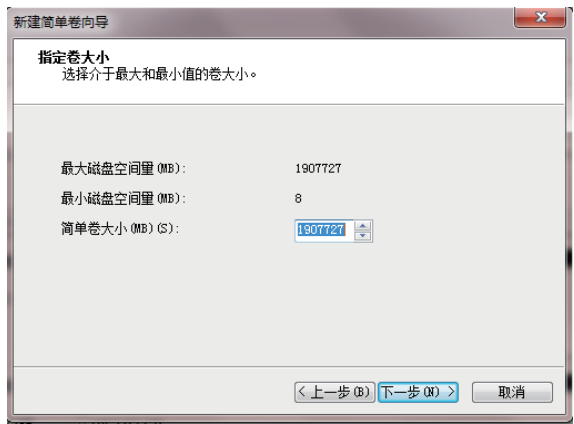 新建简单卷向导
指定卷大小
选择介于最大和最小值的卷大小。
最大磁盘空间量(MB): 1907727
最小磁盘空间量(MB): 8
简单卷大小(MB)(S): 1907727
< 上一步(B) 下一步(N) > 取消